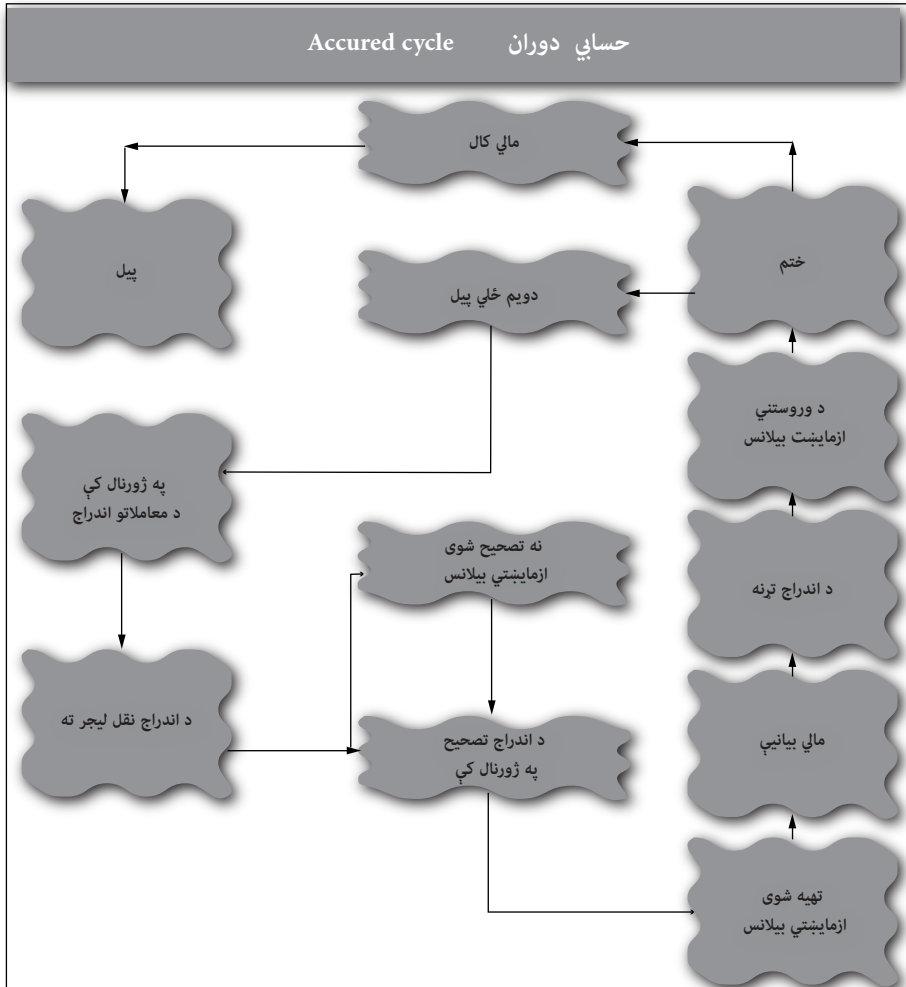 حسابي دوران Accured cycle
مالي کال
پيل
ختم
دويم ځلي پيل
د وروستني
ازمايښت بيلانس
په ژورنال کې
د معاملاتو اندراج
نه تصحيح شوی
ازمايښتي بيلانس
د اندراج تړنه
د اندراج نقل ليجر ته
د اندراج تصحيح
په ژورنال کې
مالي بيانيې
تهيه شوی
ازمايښتي بيلانس